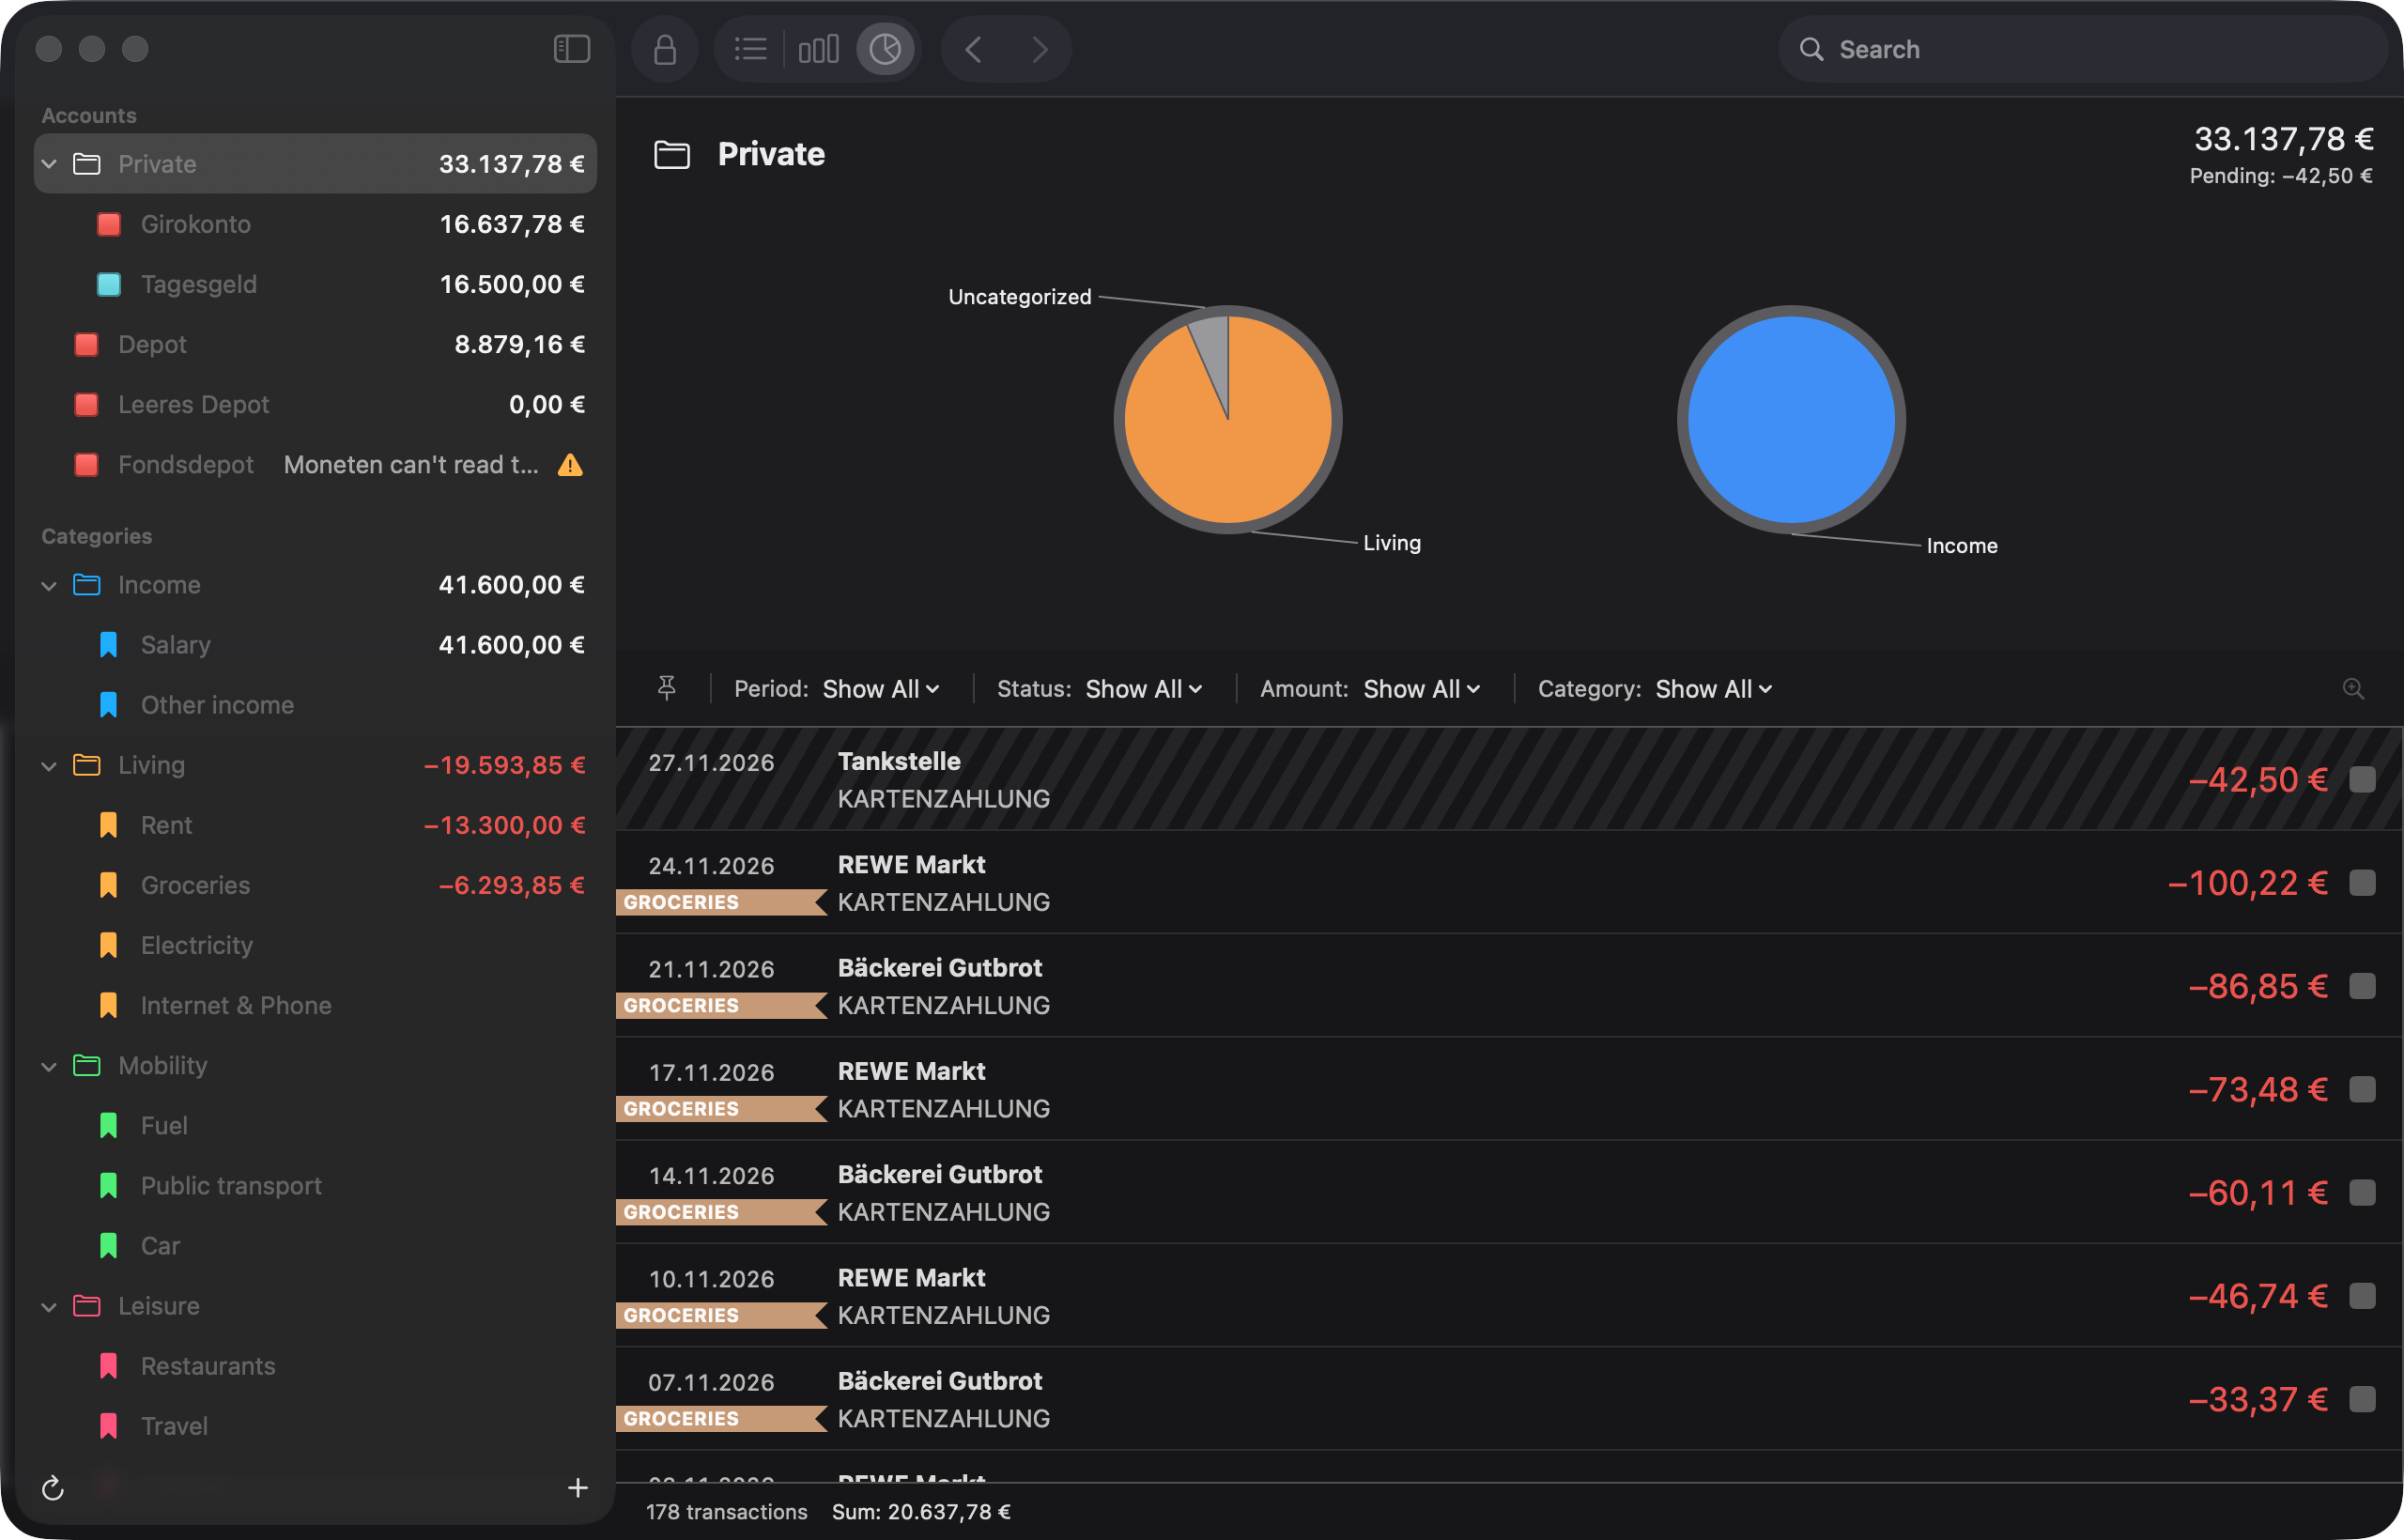 Search
Accounts
Private 33.137,78 €
Girokonto 16.637,78 €
Tagesgeld 16.500,00 €
Depot 8.879,16 €
Leeres Depot 0,00 €
Fondsdepot Moneten can't read t...
Categories
Income 41.600,00 €
Salary 41.600,00 €
Other income
Living −19.593,85 €
Rent −13.300,00 €
Groceries −6.293,85 €
Electricity
Internet & Phone
Mobility
Fuel
Public transport
Car
Leisure
Restaurants
Travel
Private
33.137,78 €
Pending: −42,50 €
Uncategorized
Living
Income
Period: Show All Status: Show All Amount: Show All Category: Show All
27.11.2026 Tankstelle
KARTENZAHLUNG
−42,50 €
24.11.2026 REWE Markt
GROCERIES KARTENZAHLUNG
−100,22 €
21.11.2026 Bäckerei Gutbrot
GROCERIES KARTENZAHLUNG
−86,85 €
17.11.2026 REWE Markt
GROCERIES KARTENZAHLUNG
−73,48 €
14.11.2026 Bäckerei Gutbrot
GROCERIES KARTENZAHLUNG
−60,11 €
10.11.2026 REWE Markt
GROCERIES KARTENZAHLUNG
−46,74 €
07.11.2026 Bäckerei Gutbrot
GROCERIES KARTENZAHLUNG
−33,37 €
REWE Markt
178 transactions Sum: 20.637,78 €